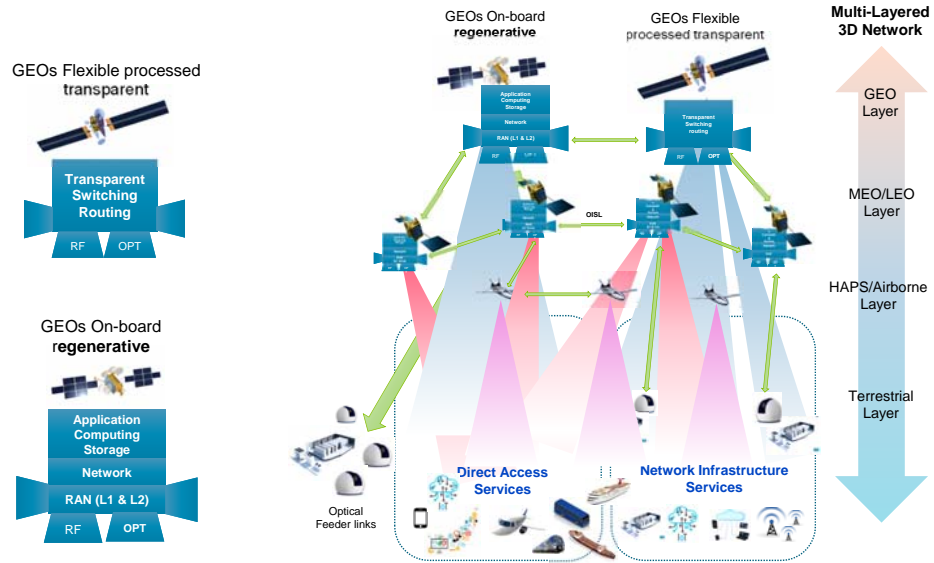 GEOs Flexible processed
transparent
Transparent
Switching
Routing
RF
OPT
GEOs On-board
regenerative
Application
Computing
Storage
Network
RAN (L1 & L2)
RF
OPT
GEOs On-board
regenerative
Application
Computing
Storage
Network
RAN (L1 & L2)
RF
GEOs Flexible
processed transparent
Transparent
Switching
routing
RF
OPT
OISL
Optical
Feeder links
Direct Access
Services
Network Infrastructure
Services
Multi-Layered
3D Network
GEO
Layer
MEO/LEO
Layer
HAPS/Airborne
Layer
Terrestrial
Layer